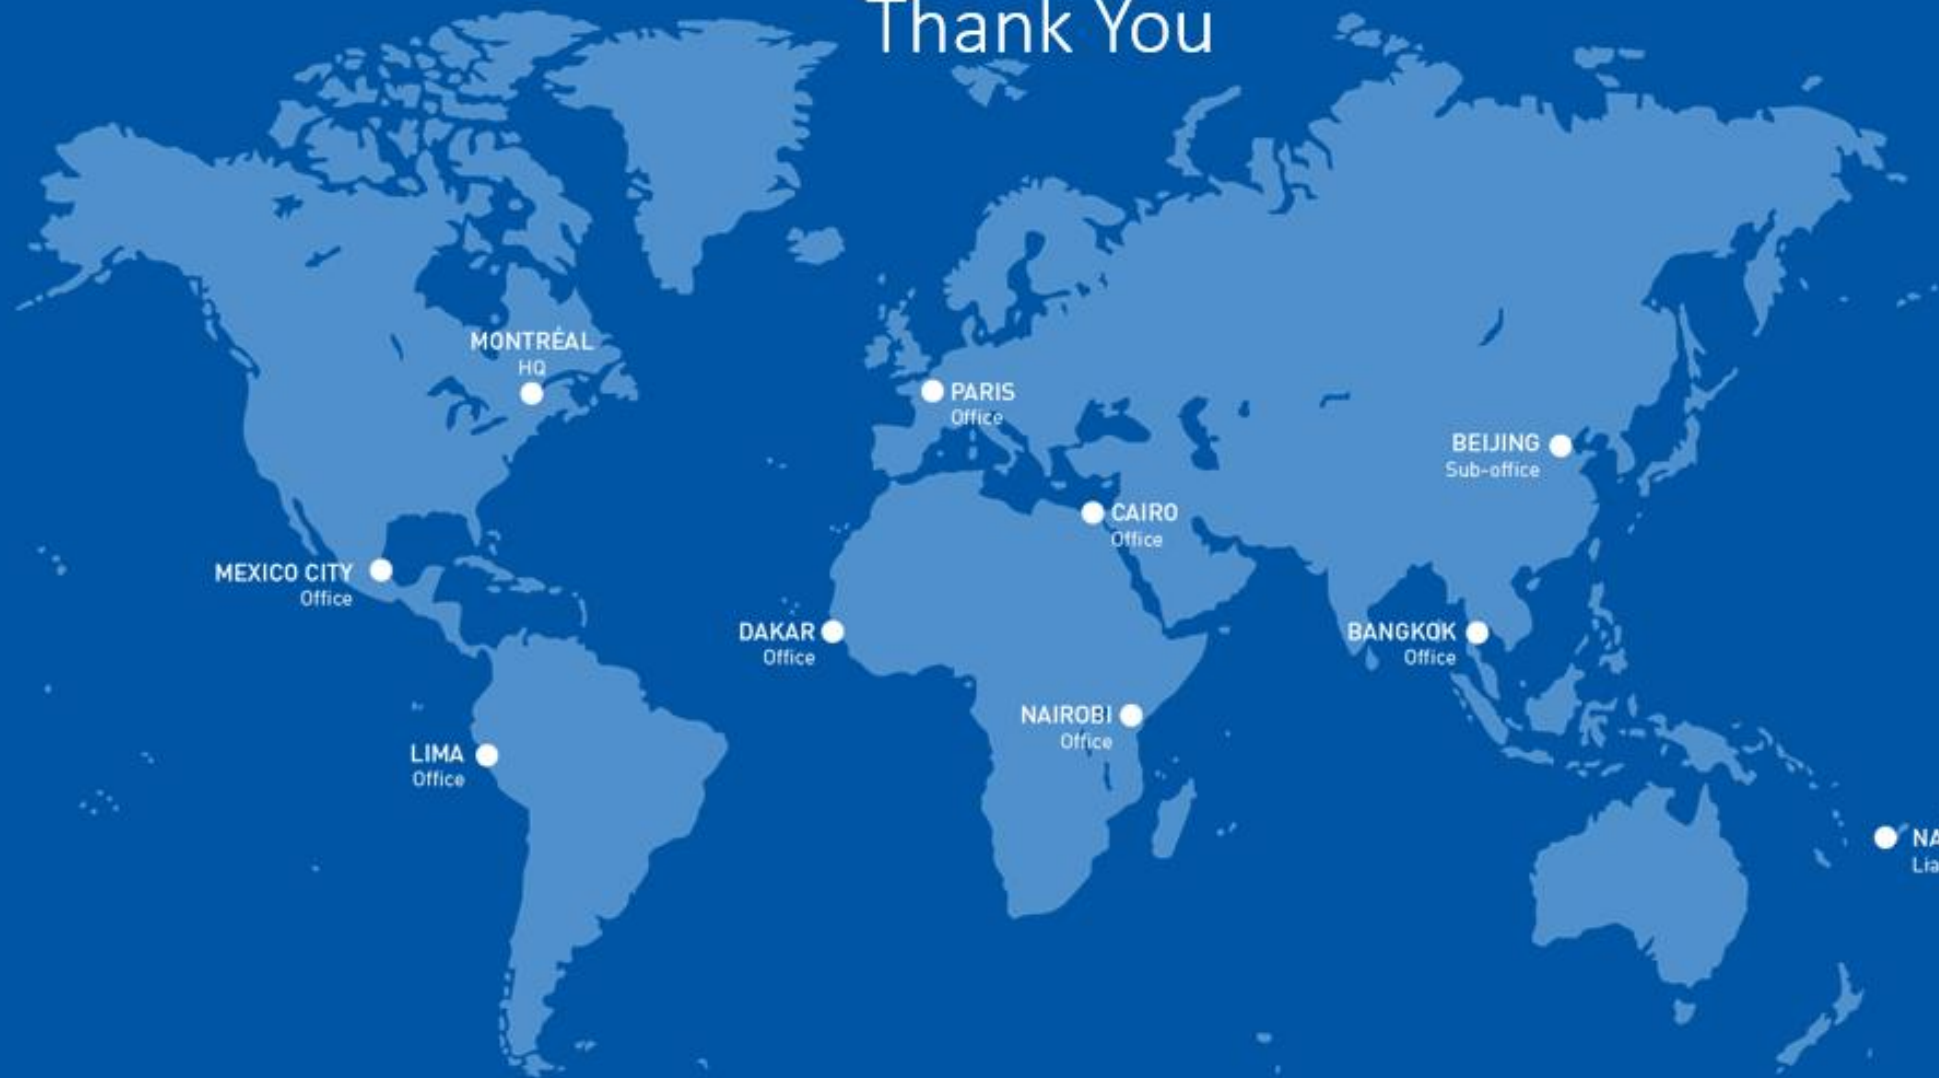 Thank You
MONTRÉAL
HQ
PARIS
Office
BEIJING
Sub-office
CAIRO
Office
MEXICO CITY
Office
DAKAR
Office
BANGKOK
Office
NAIROBI
Office
LIMA
Office